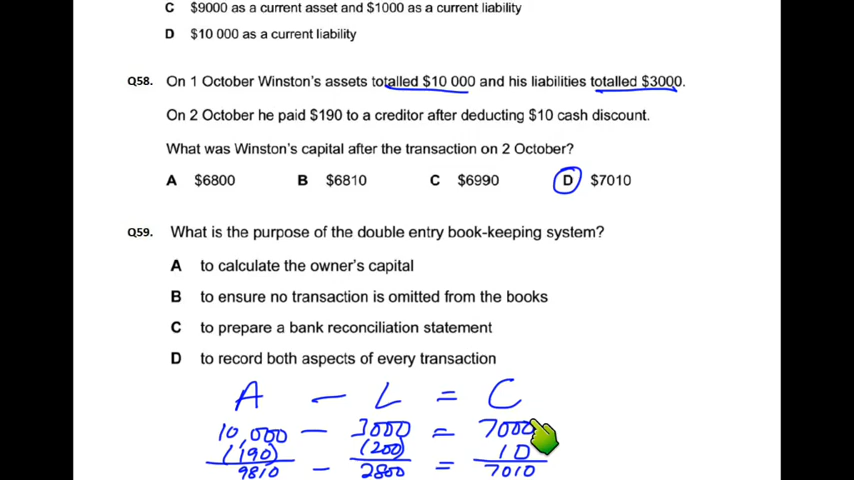 C $9000 as a current asset and $1000 as a current liability
D $10 000 as a current liability
Q58. On 1 October Winston's assets totalled $10 000 and his liabilities totalled $3000.
On 2 October he paid $190 to a creditor after deducting $10 cash discount.
What was Winston's capital after the transaction on 2 October?
A $6800 B $6810 C $6990 D $7010
Q59. What is the purpose of the double entry book-keeping system?
A to calculate the owner's capital
B to ensure no transaction is omitted from the books
C to prepare a bank reconciliation statement
D to record both aspects of every transaction
A - L = C
10,000 - 3000 = 7000
(190) (200) 10
9810 - 2800 = 7010